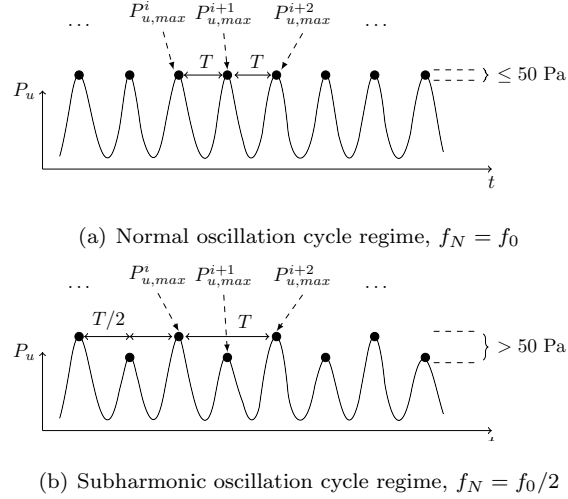 ... P^i_{u,max} P^{i+1}_{u,max} P^{i+2}_{u,max} ...
T T
P_u ≤ 50 Pa
t
(a) Normal oscillation cycle regime, f_N = f_0
... P^i_{u,max} P^{i+1}_{u,max} P^{i+2}_{u,max} ...
T/2 T
P_u > 50 Pa
(b) Subharmonic oscillation cycle regime, f_N = f_0/2